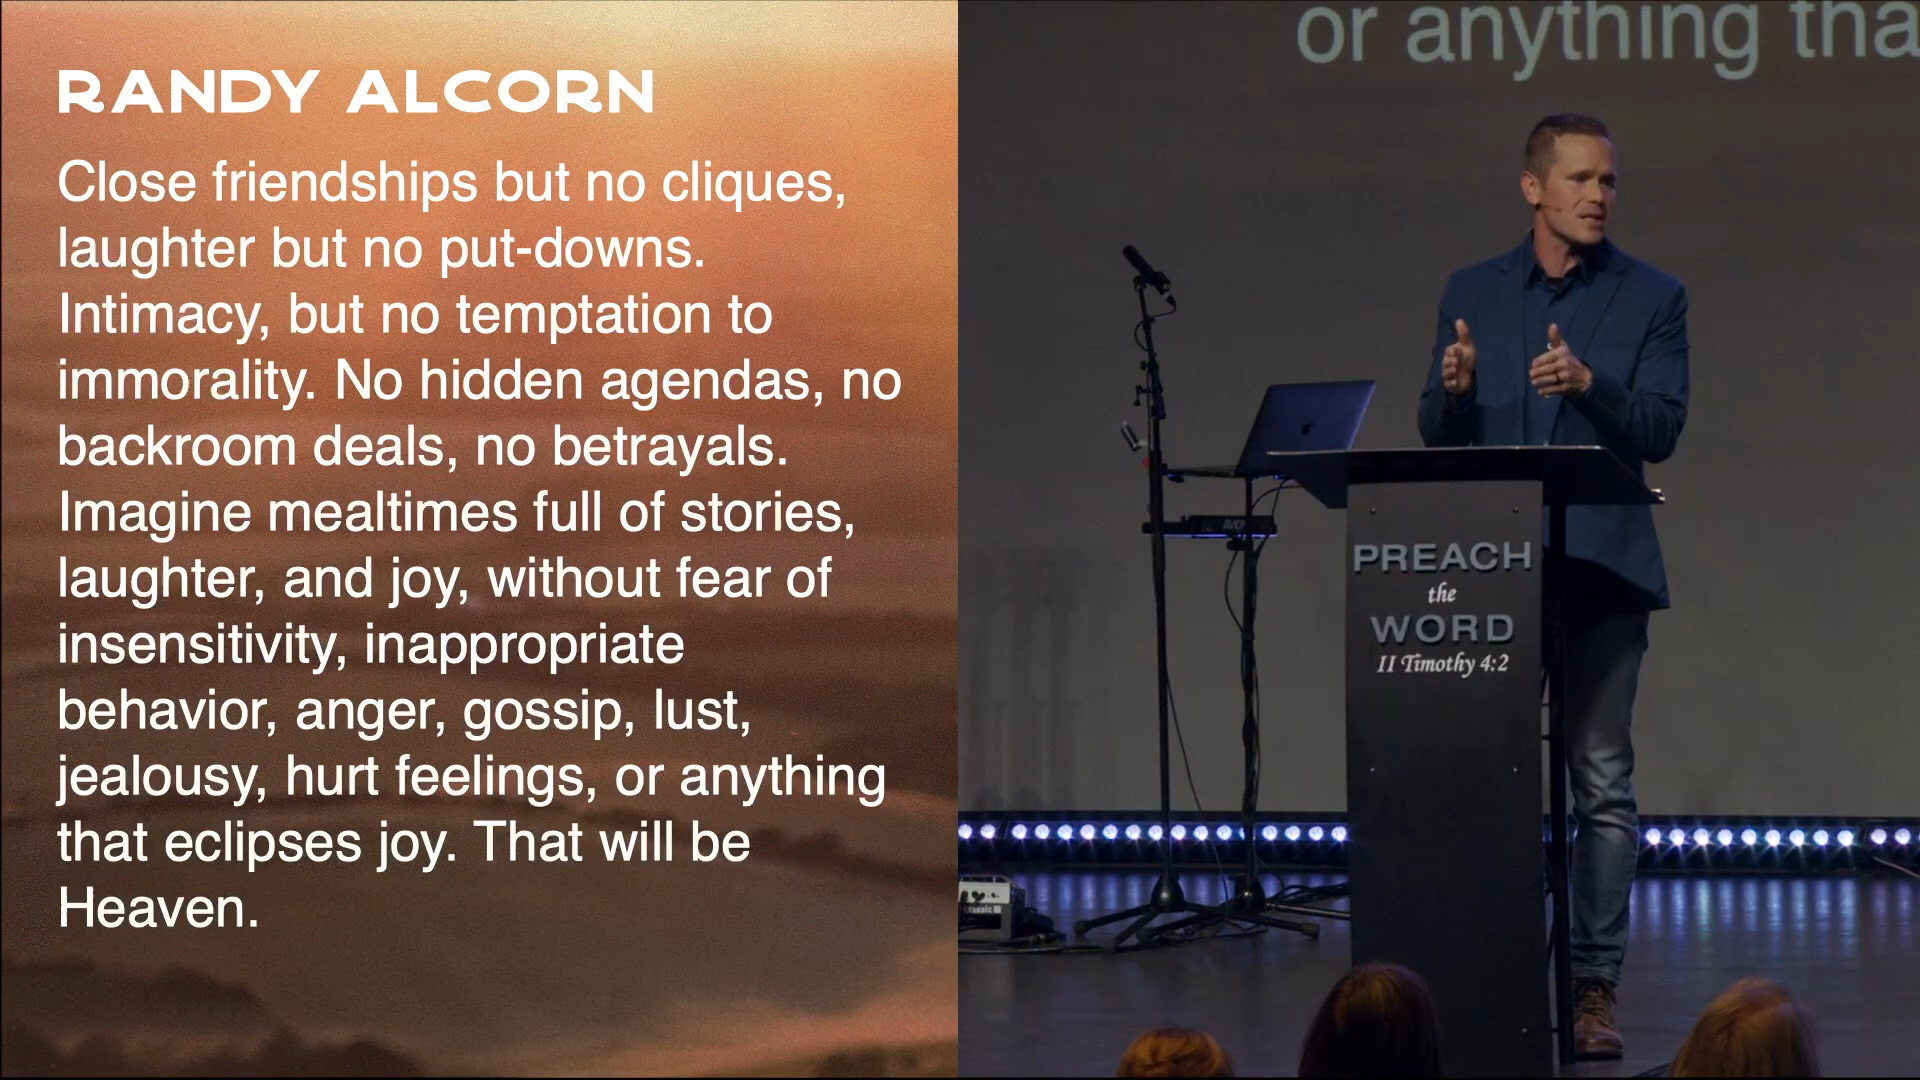 RANDY ALCORN
Close friendships but no cliques,
laughter but no put-downs.
Intimacy, but no temptation to
immorality. No hidden agendas, no
backroom deals, no betrayals.
Imagine mealtimes full of stories,
laughter, and joy, without fear of
insensitivity, inappropriate
behavior, anger, gossip, lust,
jealousy, hurt feelings, or anything
that eclipses joy. That will be
Heaven.
or anything tha
PREACH
the
WORD
II Timothy 4:2